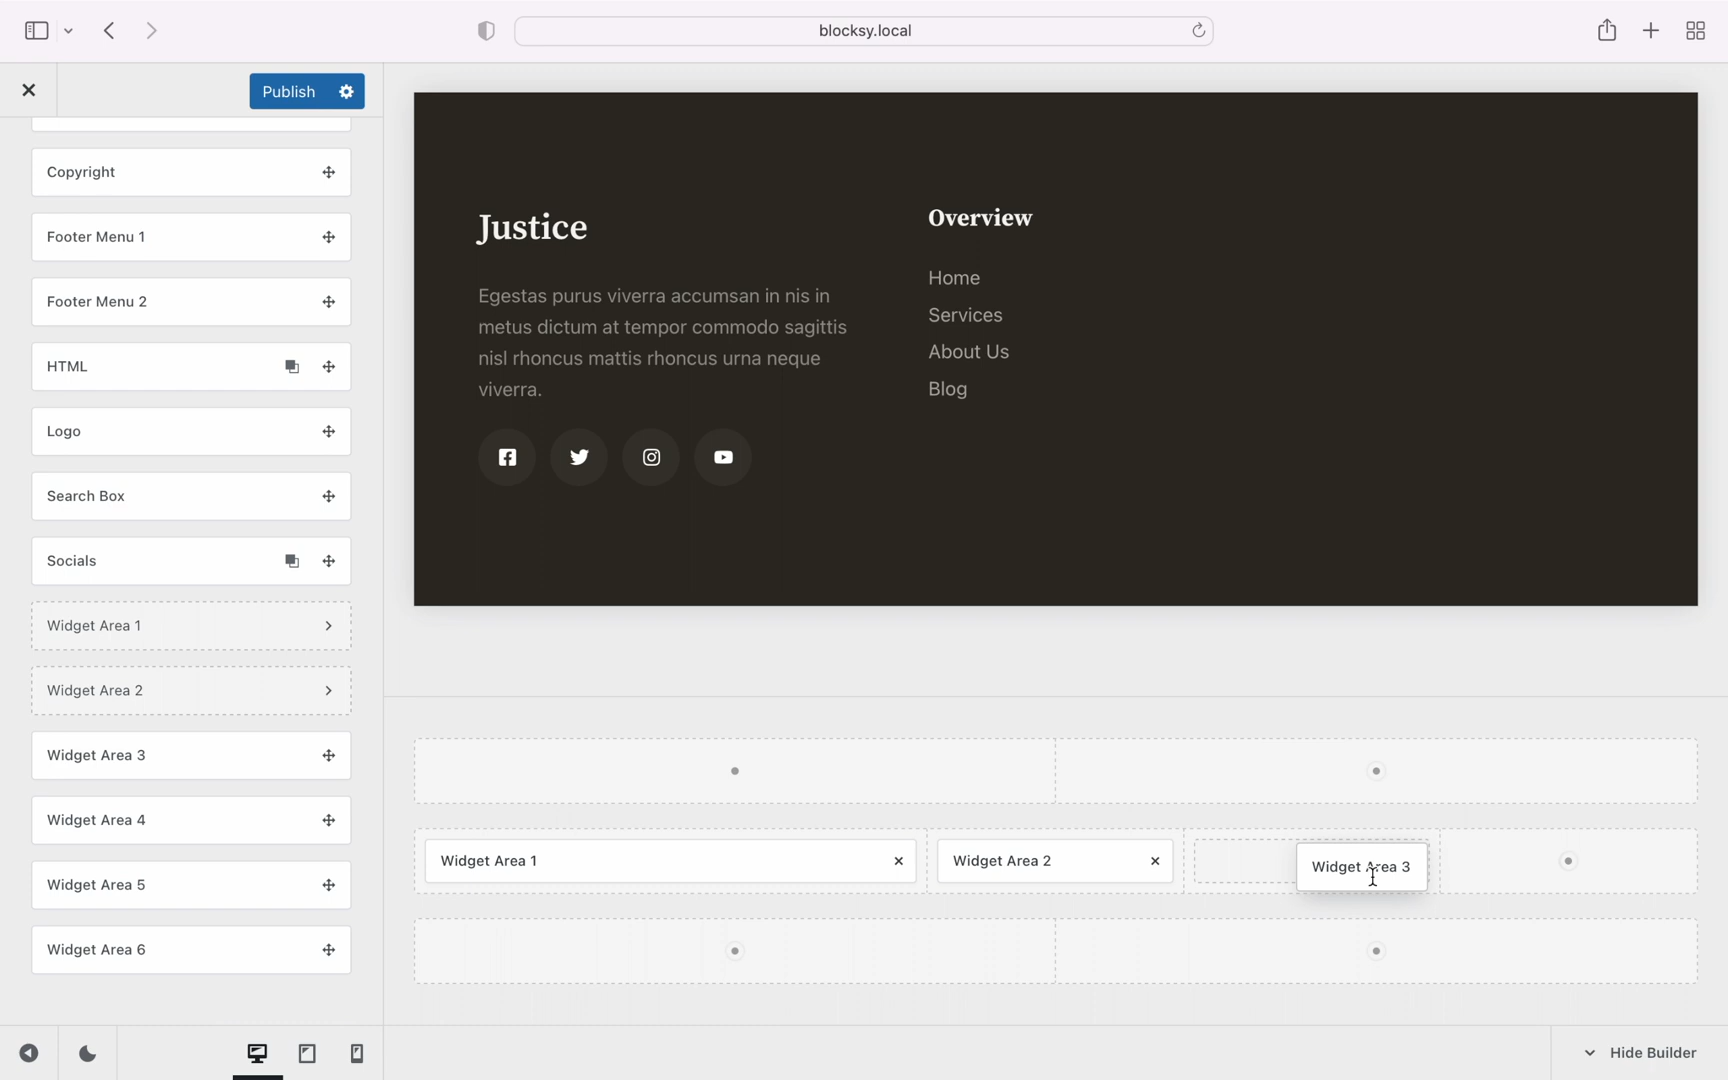 blocksy.local
Publish
Copyright
Footer Menu 1
Footer Menu 2
HTML
Logo
Search Box
Socials
Widget Area 1
Widget Area 2
Widget Area 3
Widget Area 4
Widget Area 5
Widget Area 6
Justice
Egestas purus viverra accumsan in nis in
metus dictum at tempor commodo sagittis
nisl rhoncus mattis rhoncus urna neque
viverra.
Overview
Home
Services
About Us
Blog
Widget Area 1
Widget Area 2
Widget Area 3
Hide Builder